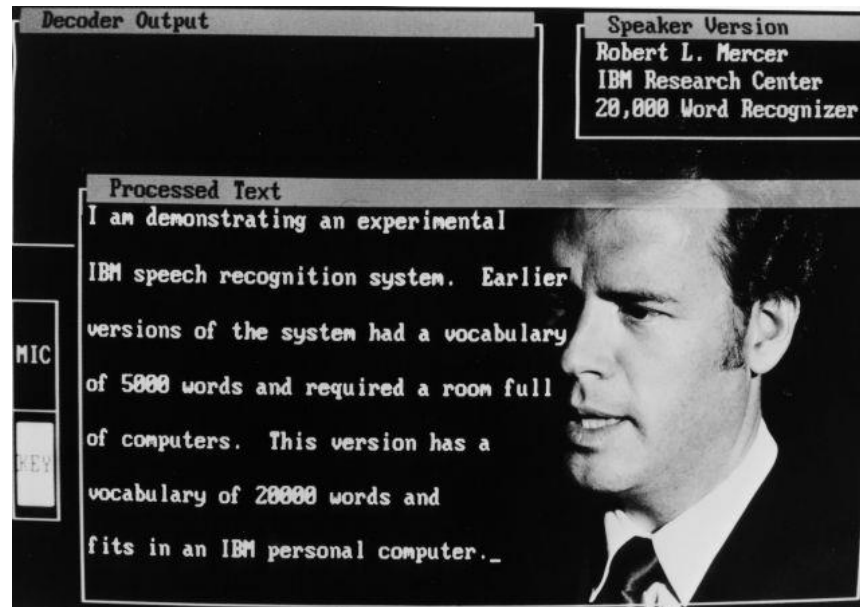 Decoder Output
Speaker Version
Robert L. Mercer
IBM Research Center
20,000 Word Recognizer
Processed Text
I am demonstrating an experimental
IBM speech recognition system. Earlier
versions of the system had a vocabulary
of 5000 words and required a room full
of computers. This version has a
vocabulary of 20000 words and
fits in an IBM personal computer._
MIC
KEY